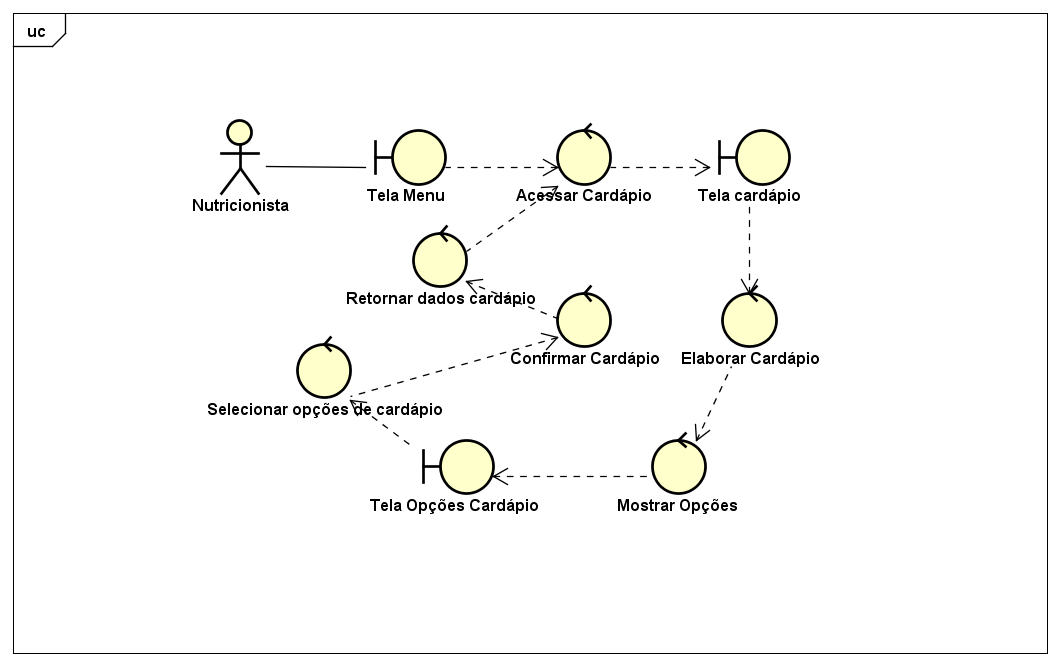 uc
Nutricionista
Tela Menu
Acessar Cardápio
Tela cardápio
Retornar dados cardápio
Confirmar Cardápio
Elaborar Cardápio
Selecionar opções de cardápio
Tela Opções Cardápio
Mostrar Opções